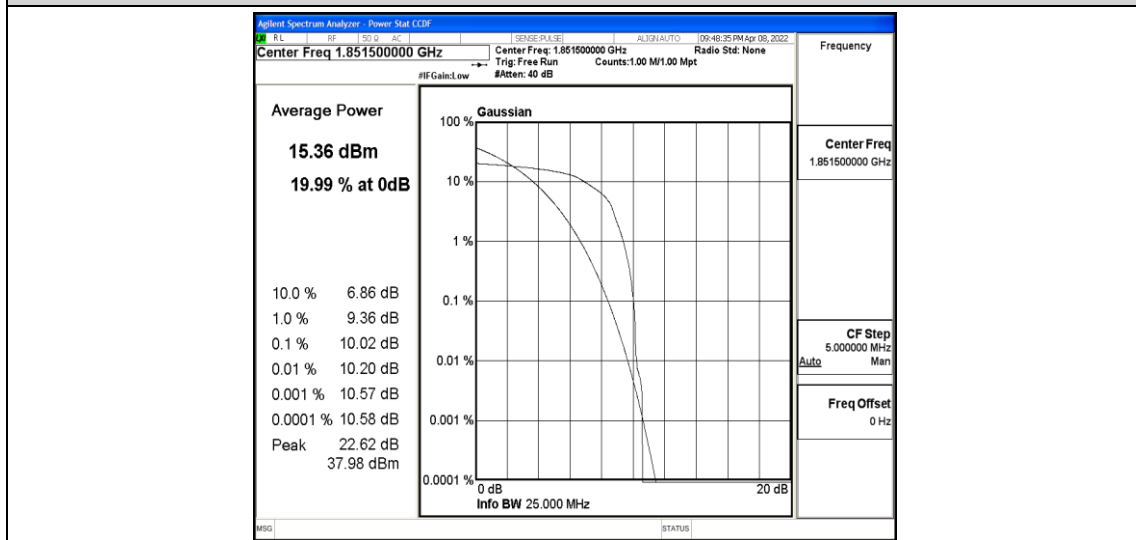 Agilent Spectrum Analyzer - Power Stat CCDF
RL RF 50 Ω AC SENSE:PULSE ALIGNAUTO 09:48:35 PM Apr 08, 2022
Center Freq 1.851500000 GHz
Center Freq: 1.851500000 GHz Radio Std: None
Trig: Free Run Counts:1.00 M/1.00 Mpt
#IFGain:Low #Atten: 40 dB
Frequency
Average Power
15.36 dBm
19.99 % at 0dB
10.0 % 6.86 dB
1.0 % 9.36 dB
0.1 % 10.02 dB
0.01 % 10.20 dB
0.001 % 10.57 dB
0.0001 % 10.58 dB
Peak 22.62 dB
37.98 dBm
Gaussian
100 %
10 %
1 %
0.1 %
0.01 %
0.001 %
0.0001 %
0 dB 20 dB
Info BW 25.000 MHz
Center Freq
1.851500000 GHz
CF Step
5.000000 MHz
Auto Man
Freq Offset
0 Hz
MSG STATUS